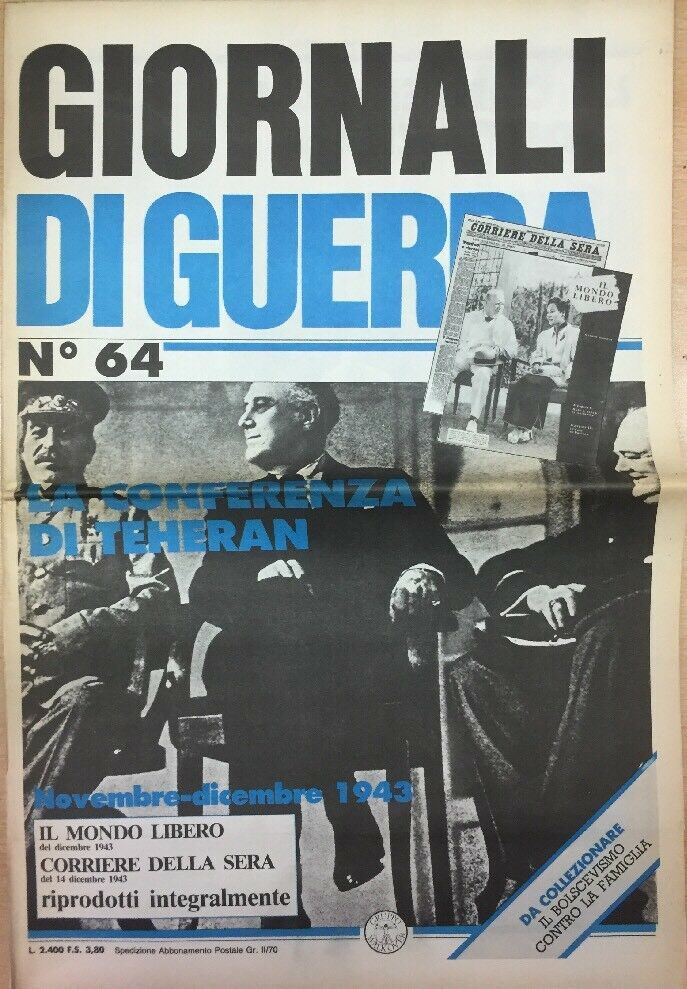 GIORNALI
DI GUERRA
N° 64
CORRIERE DELLA SERA
IL
MONDO
LIBERO
LA CONFERENZA
DI TEHERAN
Novembre-dicembre 1943
IL MONDO LIBERO
del dicembre 1943
CORRIERE DELLA SERA
del 14 dicembre 1943
riprodotti integralmente
DA COLLEZIONARE
IL BOLSCEVISMO
CONTRO LA FAMIGLIA
L. 2.400 F.S. 3,80 Spedizione Abbonamento Postale Gr. II/70